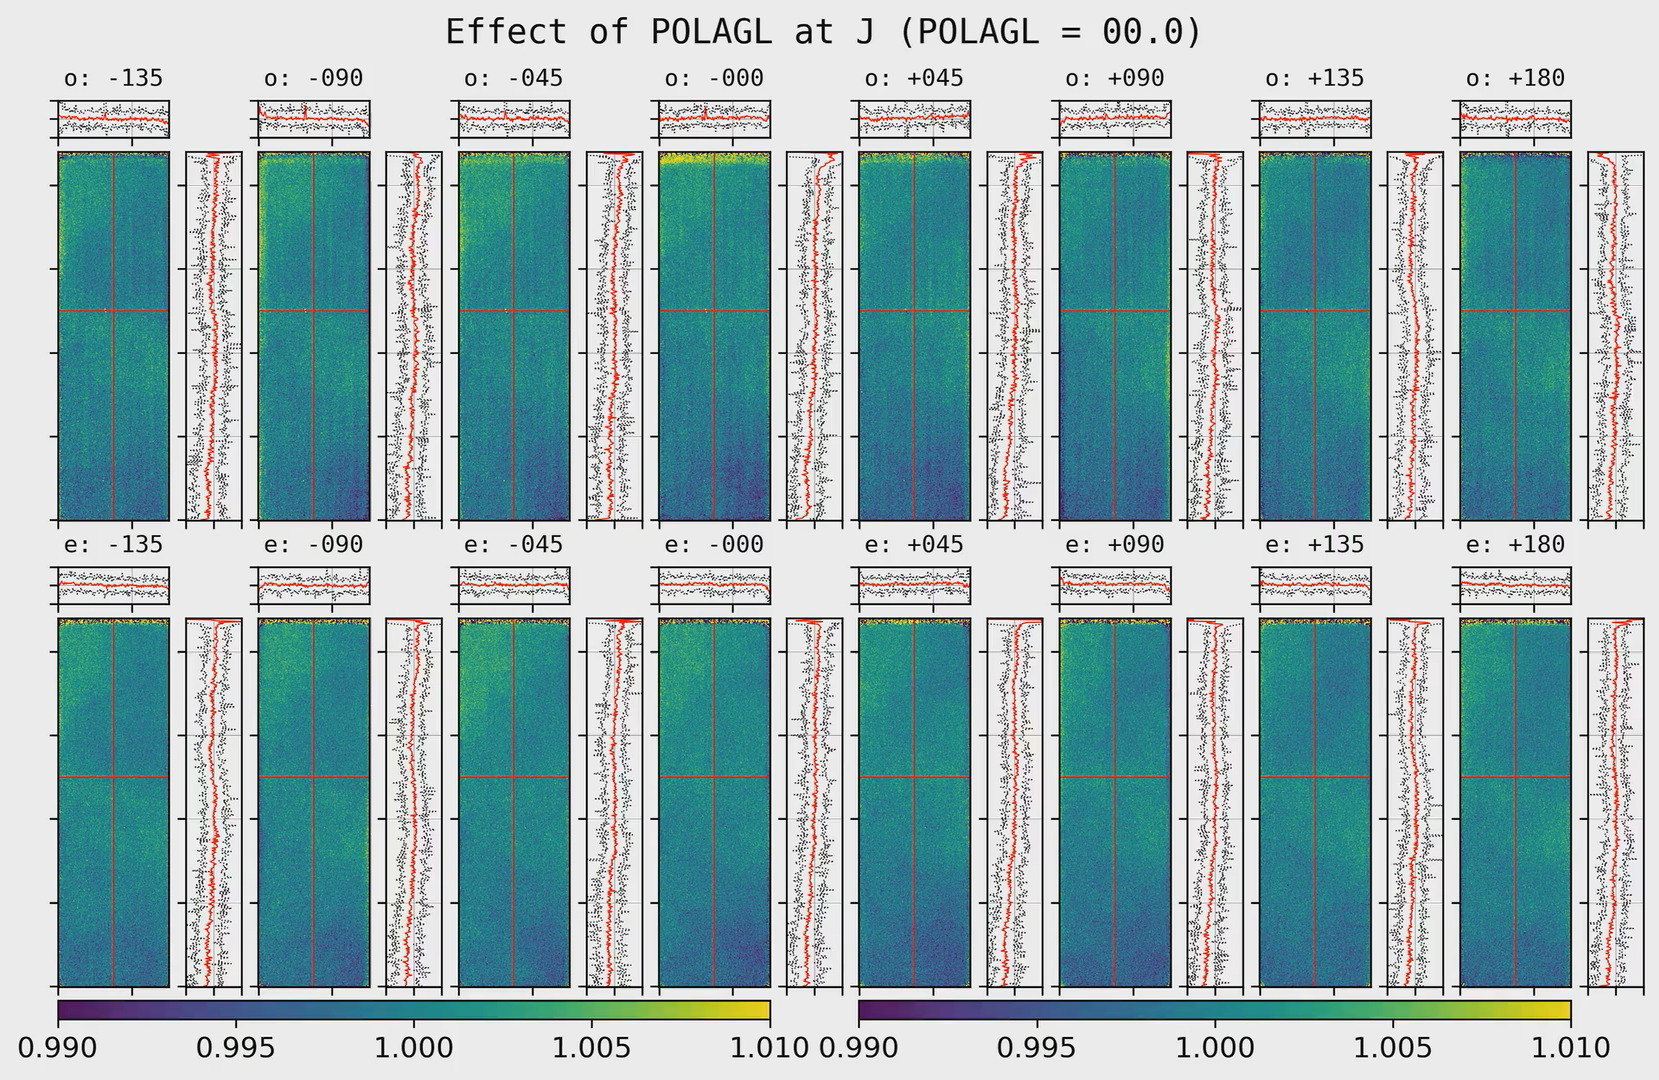 Effect of POLAGL at J (POLAGL = 00.0)
o: -135 o: -090 o: -045 o: -000 o: +045 o: +090 o: +135 o: +180
e: -135 e: -090 e: -045 e: -000 e: +045 e: +090 e: +135 e: +180
0.990 0.995 1.000 1.005 1.010 0.990 0.995 1.000 1.005 1.010